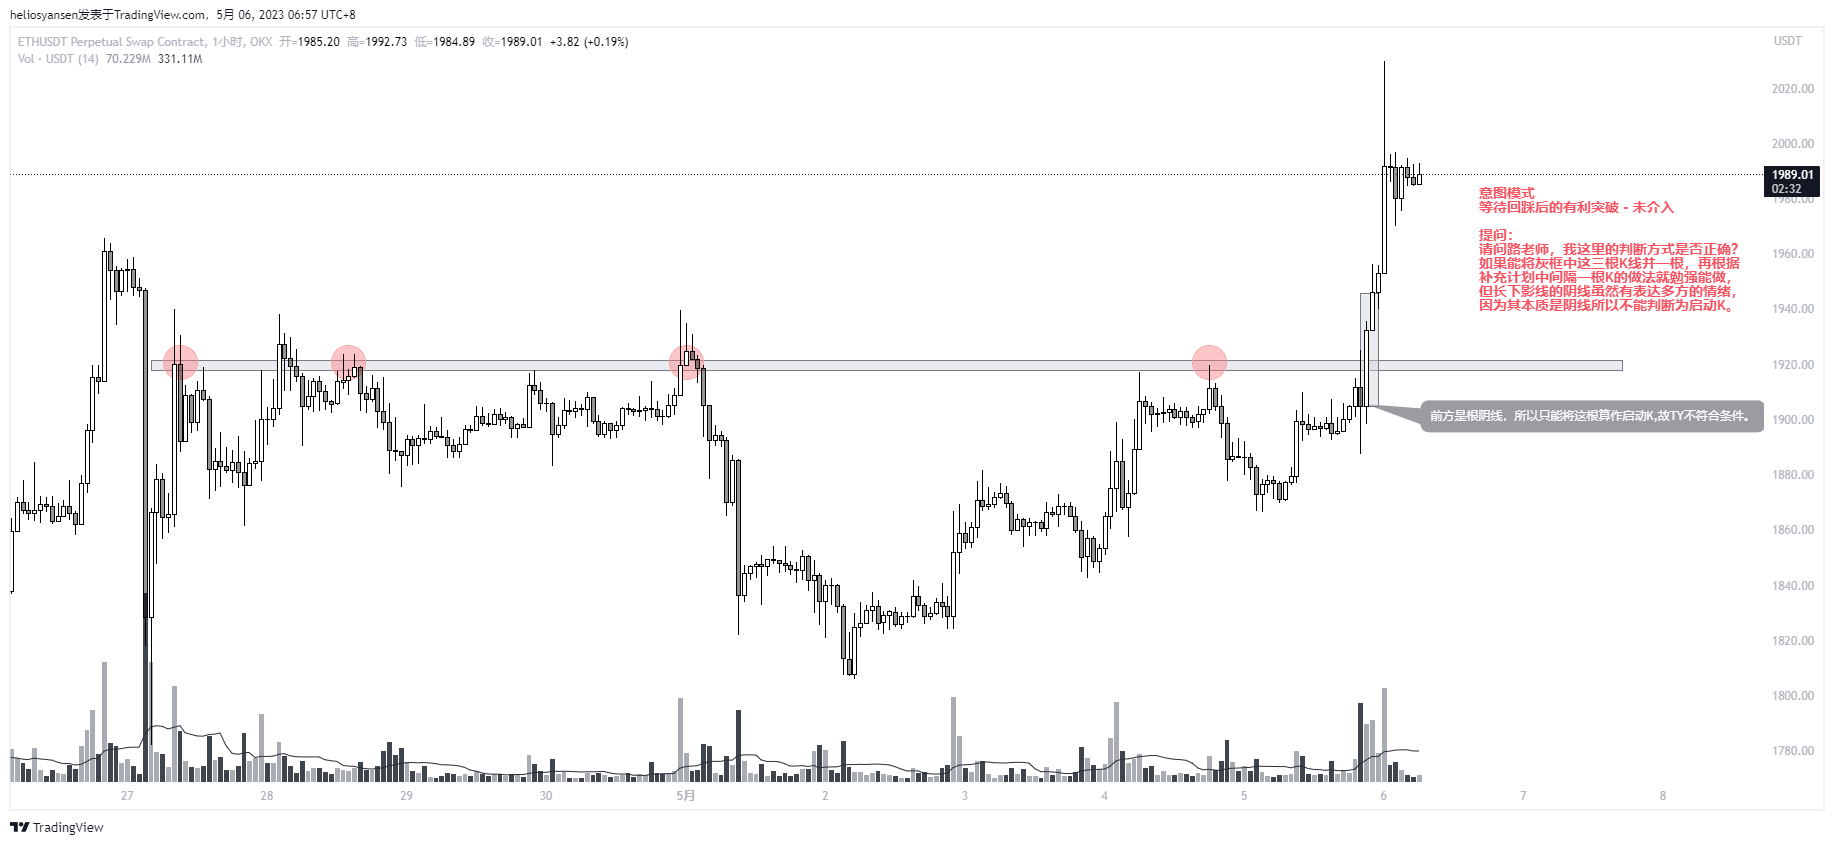 heliosyansen发表于TradingView.com，5月 06, 2023 06:57 UTC+8
ETHUSDT Perpetual Swap Contract, 1小时, OKX 开=1985.20 高=1992.73 低=1984.89 收=1989.01 +3.82 (+0.19%)
Vol · USDT (14) 70.229M 331.11M
USDT
2020.00
2000.00
1989.01
02:32
1980.00
意图模式
等待回踩后的有利突破 - 未介入
提问：
请问路老师，我这里的判断方式是否正确？
如果能将灰框中这三根K线并一根，再根据
补充计划中间隔一根K的做法就勉强能做，
但长下影线的阴线虽然有表达多方的情绪，
因为其本质是阴线所以不能判断为启动K。
1960.00
1940.00
1920.00
前方是根阴线，所以只能将这根算作启动K,故TY不符合条件。
1900.00
1880.00
1860.00
1840.00
1820.00
1800.00
1780.00
27 28 29 30 5月 2 3 4 5 6 7 8
TradingView